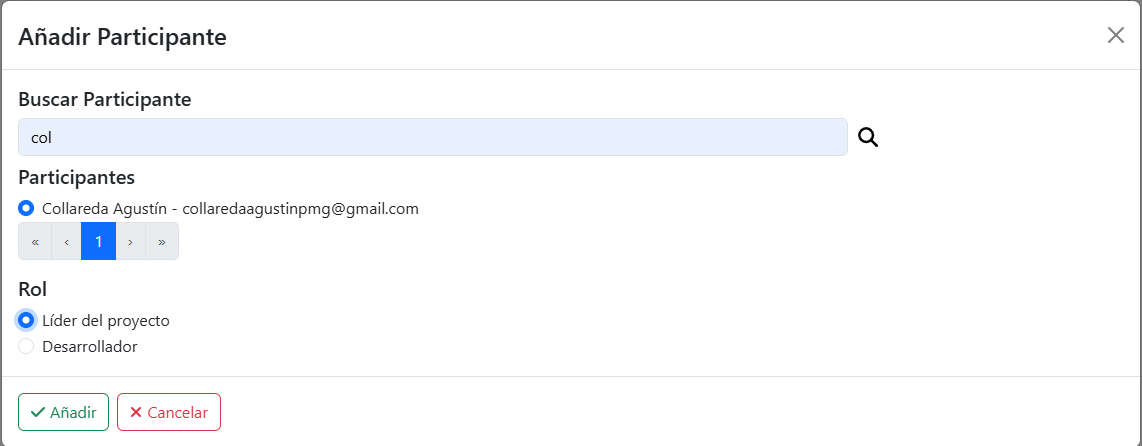 Añadir Participante
Buscar Participante
col
Participantes
Collareda Agustín - collaredaagustinpmg@gmail.com
« ‹ 1 › »
Rol
Líder del proyecto
Desarrollador
Añadir Cancelar